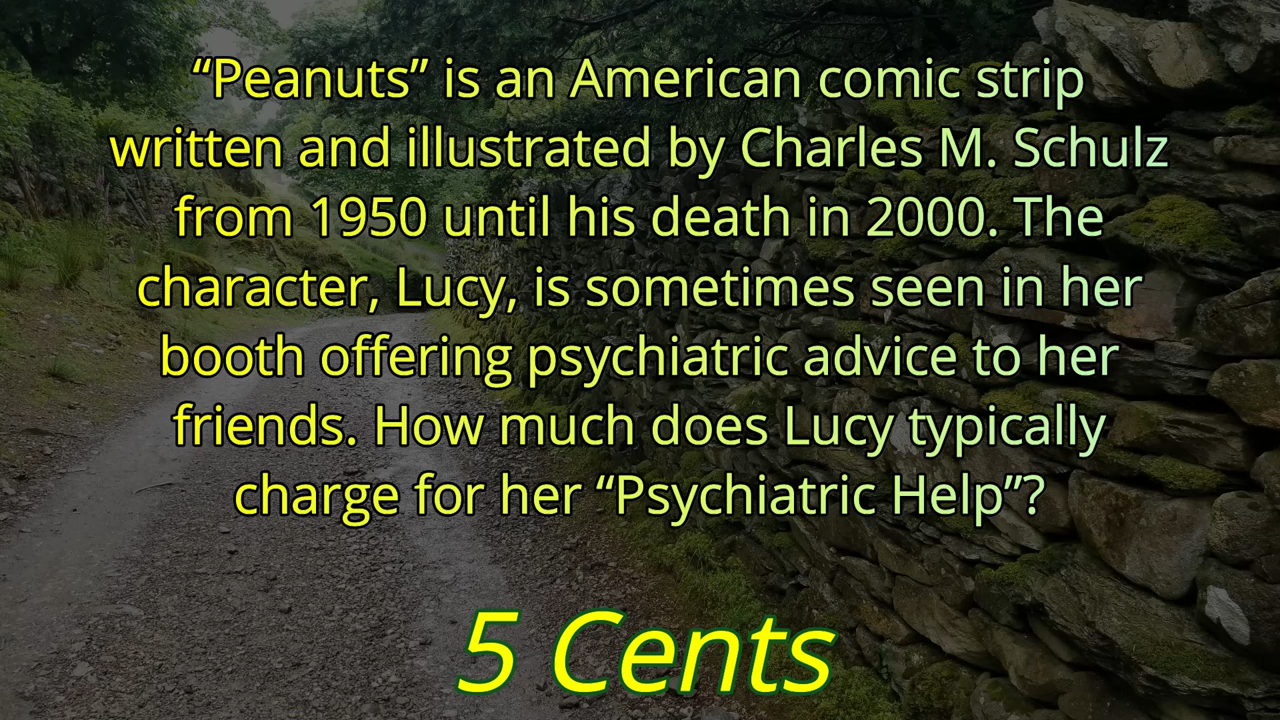 “Peanuts” is an American comic strip
written and illustrated by Charles M. Schulz
from 1950 until his death in 2000. The
character, Lucy, is sometimes seen in her
booth offering psychiatric advice to her
friends. How much does Lucy typically
charge for her “Psychiatric Help”?
5 Cents